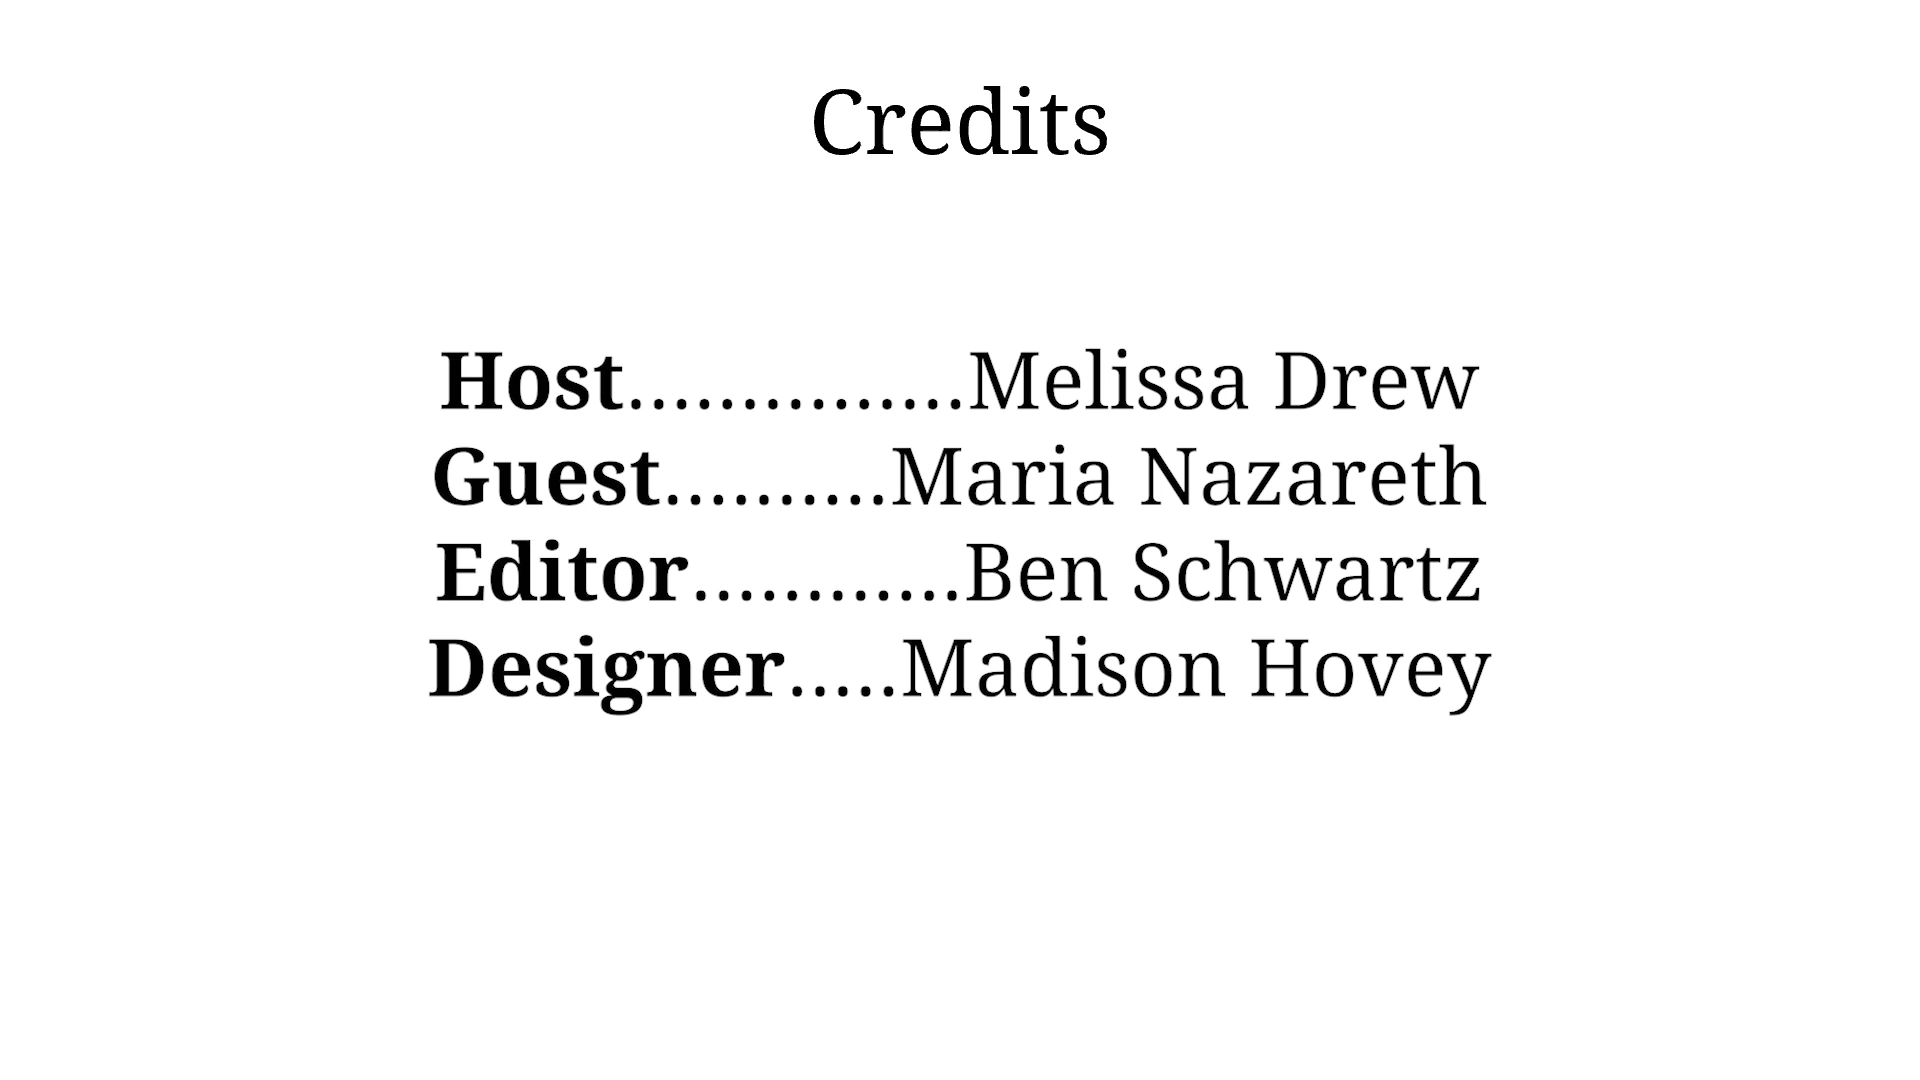 Credits
Host...............Melissa Drew
Guest..........Maria Nazareth
Editor............Ben Schwartz
Designer.....Madison Hovey